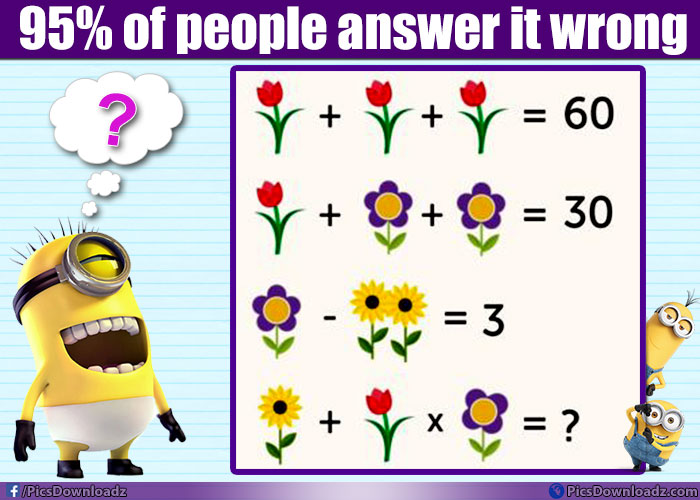 95% of people answer it wrong
?
+ + = 60
+ + = 30
- = 3
+ x = ?
f /PicsDownloadz
PicsDownloadz.com